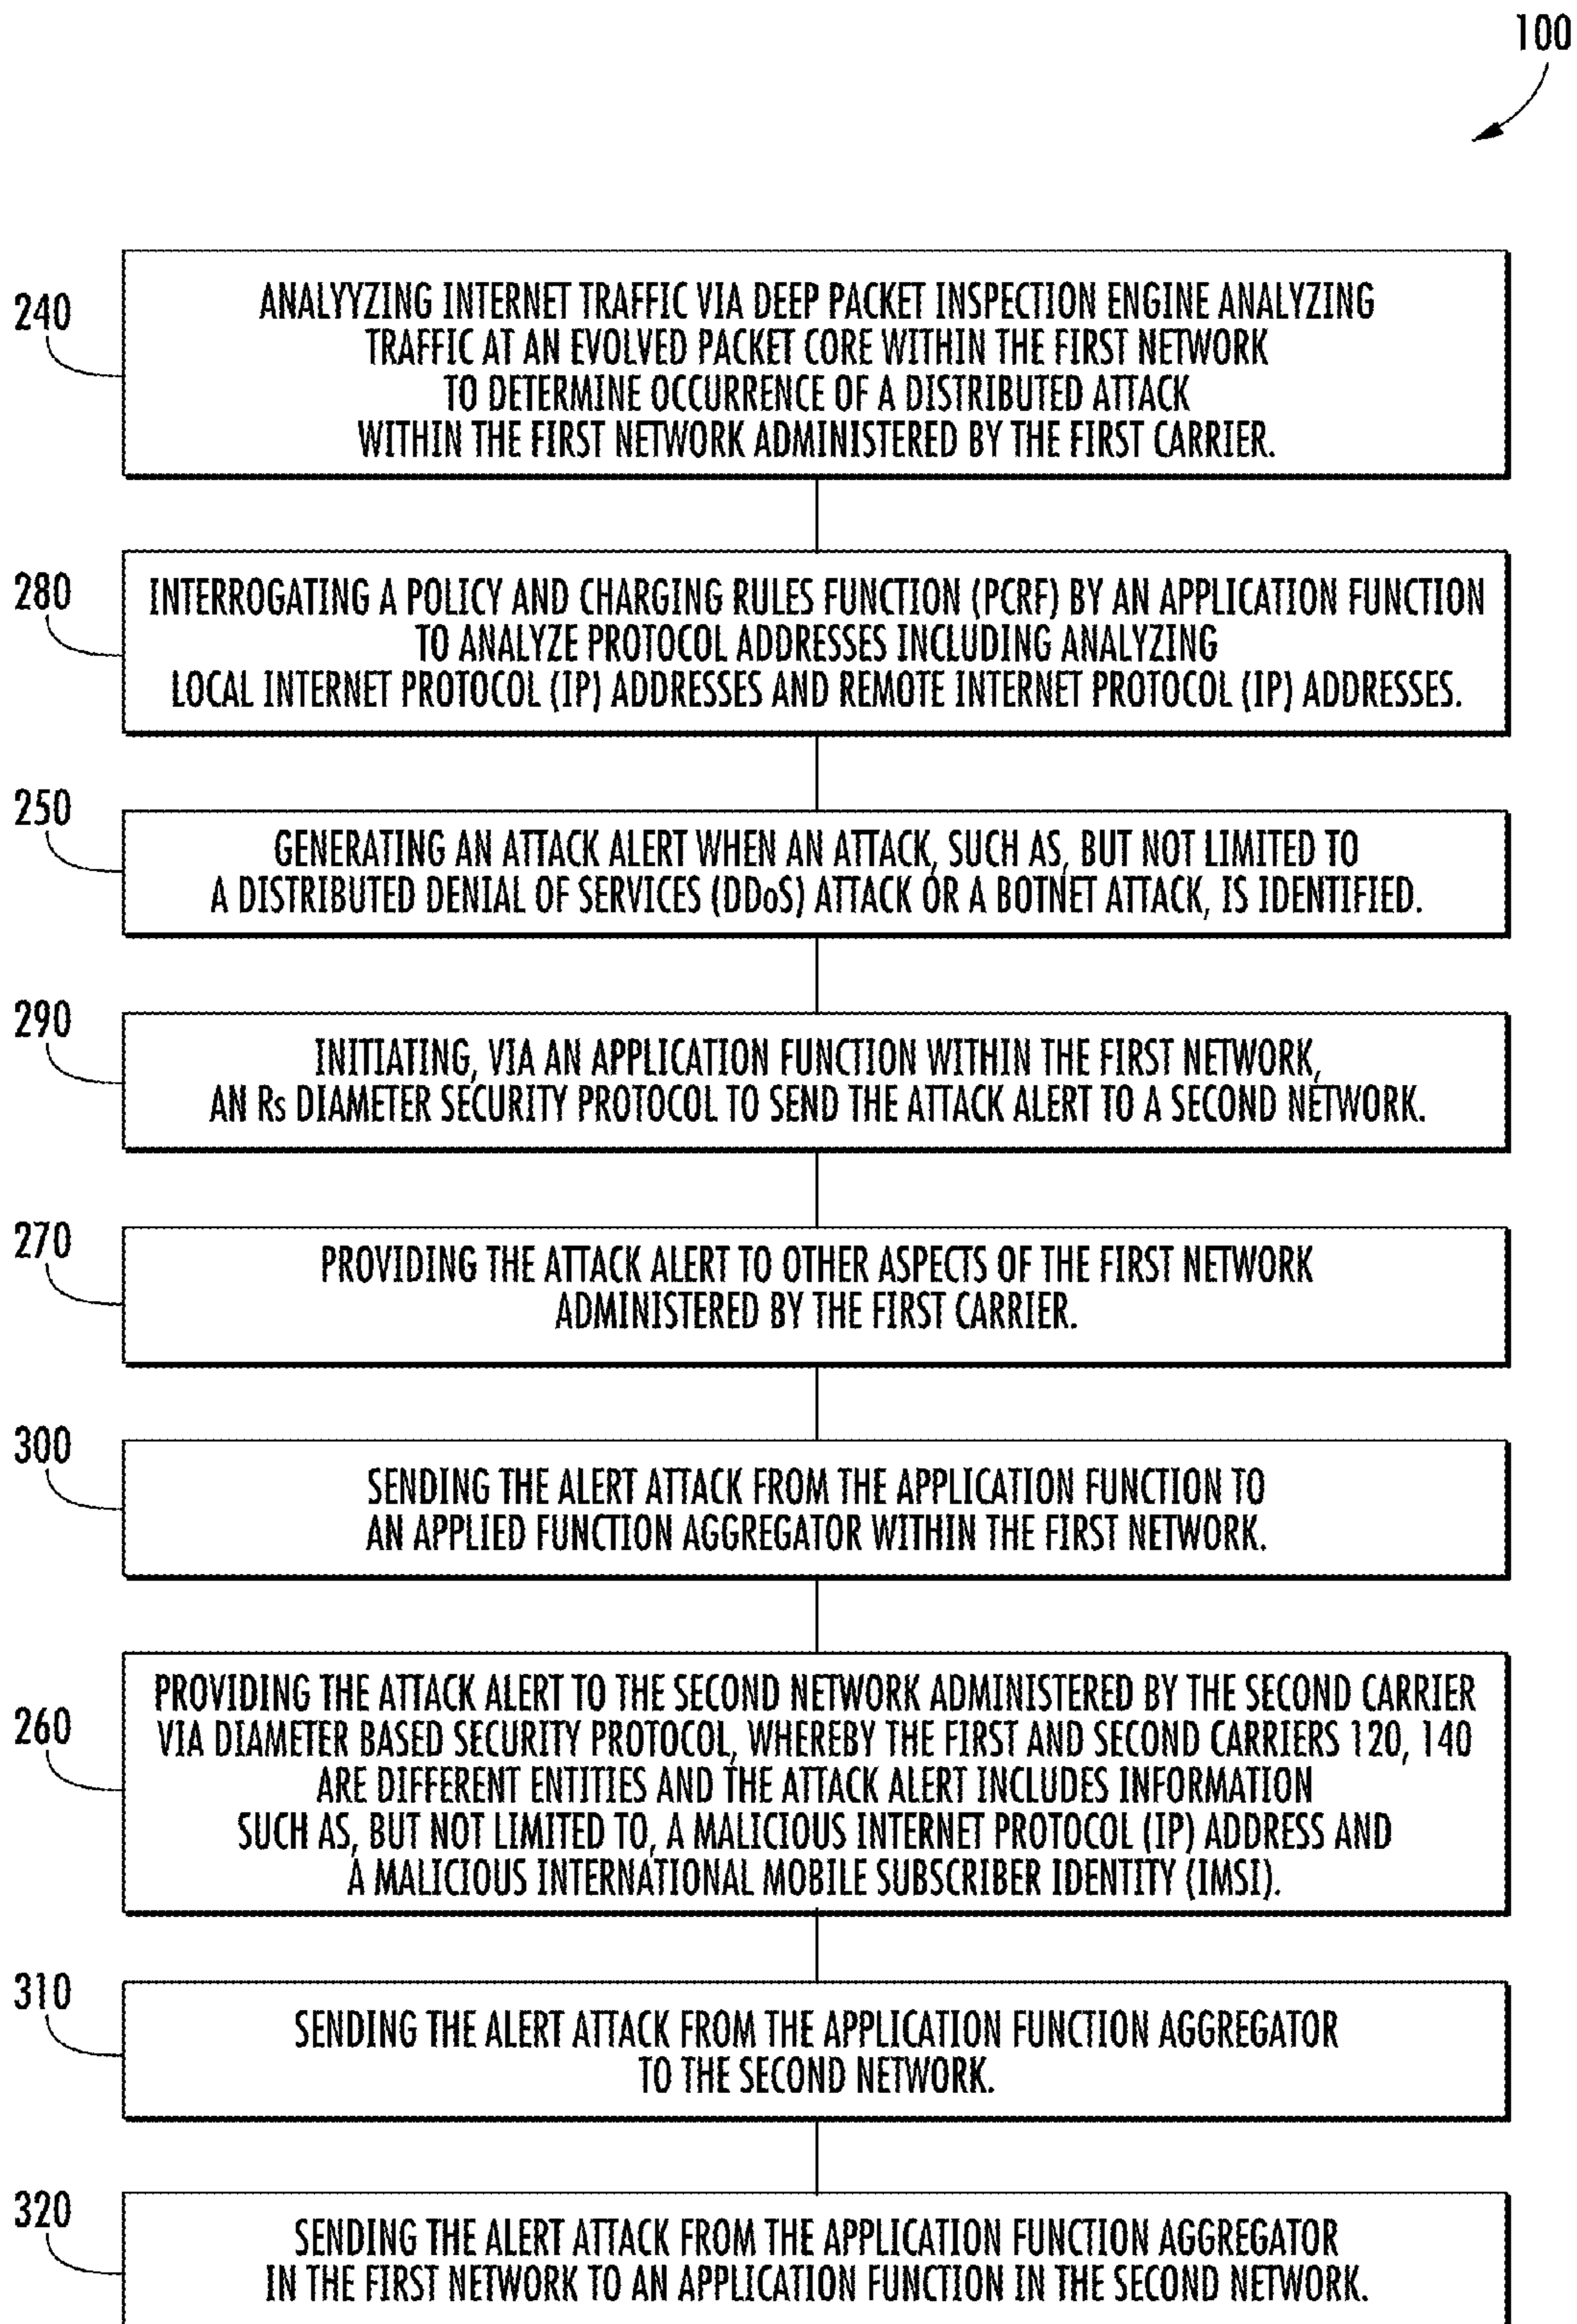 100
240
ANALYYZING INTERNET TRAFFIC VIA DEEP PACKET INSPECTION ENGINE ANALYZING
TRAFFIC AT AN EVOLVED PACKET CORE WITHIN THE FIRST NETWORK
TO DETERMINE OCCURRENCE OF A DISTRIBUTED ATTACK
WITHIN THE FIRST NETWORK ADMINISTERED BY THE FIRST CARRIER.
280
INTERROGATING A POLICY AND CHARGING RULES FUNCTION (PCRF) BY AN APPLICATION FUNCTION
TO ANALYZE PROTOCOL ADDRESSES INCLUDING ANALYZING
LOCAL INTERNET PROTOCOL (IP) ADDRESSES AND REMOTE INTERNET PROTOCOL (IP) ADDRESSES.
250
GENERATING AN ATTACK ALERT WHEN AN ATTACK, SUCH AS, BUT NOT LIMITED TO
A DISTRIBUTED DENIAL OF SERVICES (DDoS) ATTACK OR A BOTNET ATTACK, IS IDENTIFIED.
290
INITIATING, VIA AN APPLICATION FUNCTION WITHIN THE FIRST NETWORK,
AN Rs DIAMETER SECURITY PROTOCOL TO SEND THE ATTACK ALERT TO A SECOND NETWORK.
270
PROVIDING THE ATTACK ALERT TO OTHER ASPECTS OF THE FIRST NETWORK
ADMINISTERED BY THE FIRST CARRIER.
300
SENDING THE ALERT ATTACK FROM THE APPLICATION FUNCTION TO
AN APPLIED FUNCTION AGGREGATOR WITHIN THE FIRST NETWORK.
260
PROVIDING THE ATTACK ALERT TO THE SECOND NETWORK ADMINISTERED BY THE SECOND CARRIER
VIA DIAMETER BASED SECURITY PROTOCOL, WHEREBY THE FIRST AND SECOND CARRIERS 120, 140
ARE DIFFERENT ENTITIES AND THE ATTACK ALERT INCLUDES INFORMATION
SUCH AS, BUT NOT LIMITED TO, A MALICIOUS INTERNET PROTOCOL (IP) ADDRESS AND
A MALICIOUS INTERNATIONAL MOBILE SUBSCRIBER IDENTITY (IMSI).
310
SENDING THE ALERT ATTACK FROM THE APPLICATION FUNCTION AGGREGATOR
TO THE SECOND NETWORK.
320
SENDING THE ALERT ATTACK FROM THE APPLICATION FUNCTION AGGREGATOR
IN THE FIRST NETWORK TO AN APPLICATION FUNCTION IN THE SECOND NETWORK.